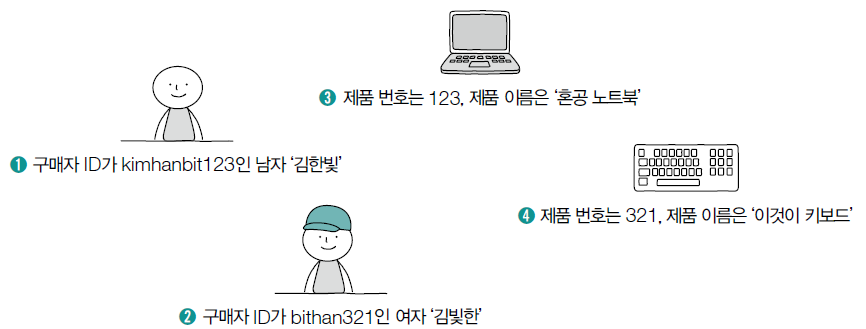 ❸ 제품 번호는 123, 제품 이름은 ‘혼공 노트북’
❶ 구매자 ID가 kimhanbit123인 남자 ‘김한빛’
❹ 제품 번호는 321, 제품 이름은 ‘이것이 키보드’
❷ 구매자 ID가 bithan321인 여자 ‘김빛한’